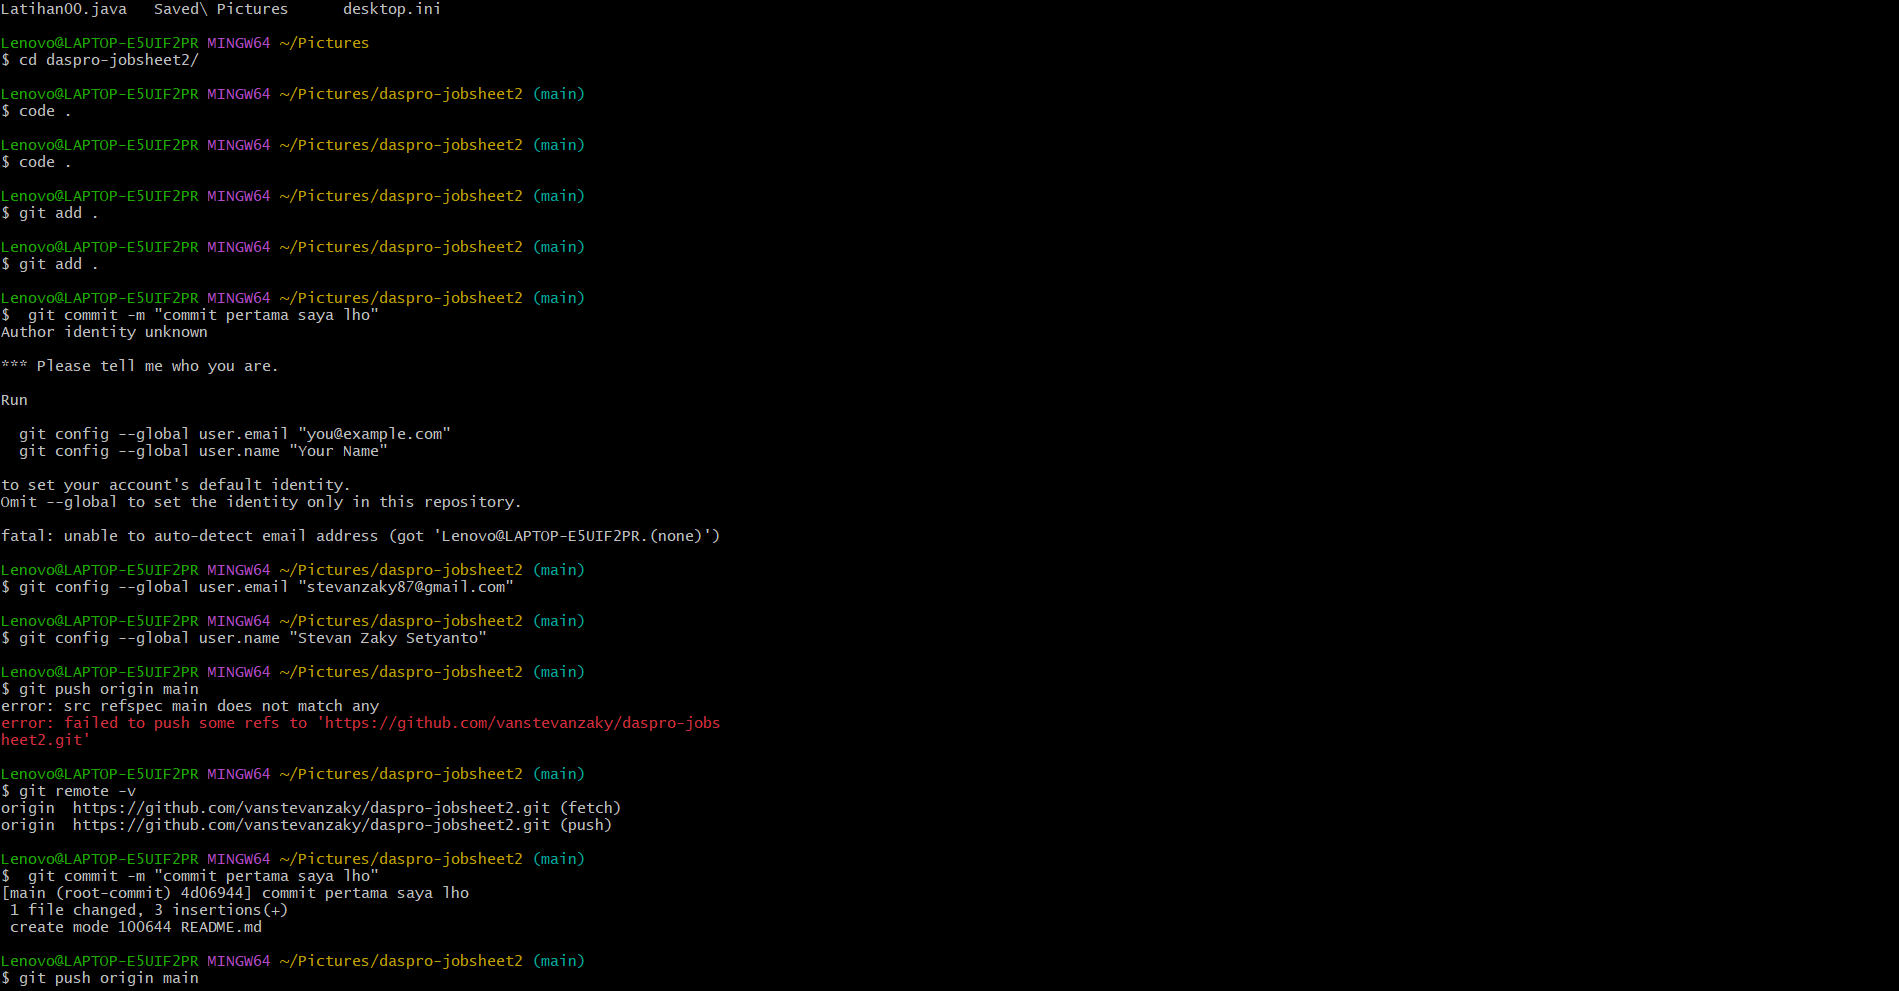 Latihan00.java   Saved\ Pictures      desktop.ini
Lenovo@LAPTOP-E5UIF2PR MINGW64 ~/Pictures
$ cd daspro-jobsheet2/
Lenovo@LAPTOP-E5UIF2PR MINGW64 ~/Pictures/daspro-jobsheet2 (main)
$ code .
Lenovo@LAPTOP-E5UIF2PR MINGW64 ~/Pictures/daspro-jobsheet2 (main)
$ code .
Lenovo@LAPTOP-E5UIF2PR MINGW64 ~/Pictures/daspro-jobsheet2 (main)
$ git add .
Lenovo@LAPTOP-E5UIF2PR MINGW64 ~/Pictures/daspro-jobsheet2 (main)
$ git add .
Lenovo@LAPTOP-E5UIF2PR MINGW64 ~/Pictures/daspro-jobsheet2 (main)
$  git commit -m "commit pertama saya lho"
Author identity unknown
*** Please tell me who you are.
Run
  git config --global user.email "you@example.com"
  git config --global user.name "Your Name"
to set your account's default identity.
Omit --global to set the identity only in this repository.
fatal: unable to auto-detect email address (got 'Lenovo@LAPTOP-E5UIF2PR.(none)')
Lenovo@LAPTOP-E5UIF2PR MINGW64 ~/Pictures/daspro-jobsheet2 (main)
$ git config --global user.email "stevanzaky87@gmail.com"
Lenovo@LAPTOP-E5UIF2PR MINGW64 ~/Pictures/daspro-jobsheet2 (main)
$ git config --global user.name "Stevan Zaky Setyanto"
Lenovo@LAPTOP-E5UIF2PR MINGW64 ~/Pictures/daspro-jobsheet2 (main)
$ git push origin main
error: src refspec main does not match any
error: failed to push some refs to 'https://github.com/vanstevanzaky/daspro-jobs
heet2.git'
Lenovo@LAPTOP-E5UIF2PR MINGW64 ~/Pictures/daspro-jobsheet2 (main)
$ git remote -v
origin  https://github.com/vanstevanzaky/daspro-jobsheet2.git (fetch)
origin  https://github.com/vanstevanzaky/daspro-jobsheet2.git (push)
Lenovo@LAPTOP-E5UIF2PR MINGW64 ~/Pictures/daspro-jobsheet2 (main)
$  git commit -m "commit pertama saya lho"
[main (root-commit) 4d06944] commit pertama saya lho
 1 file changed, 3 insertions(+)
 create mode 100644 README.md
Lenovo@LAPTOP-E5UIF2PR MINGW64 ~/Pictures/daspro-jobsheet2 (main)
$ git push origin main